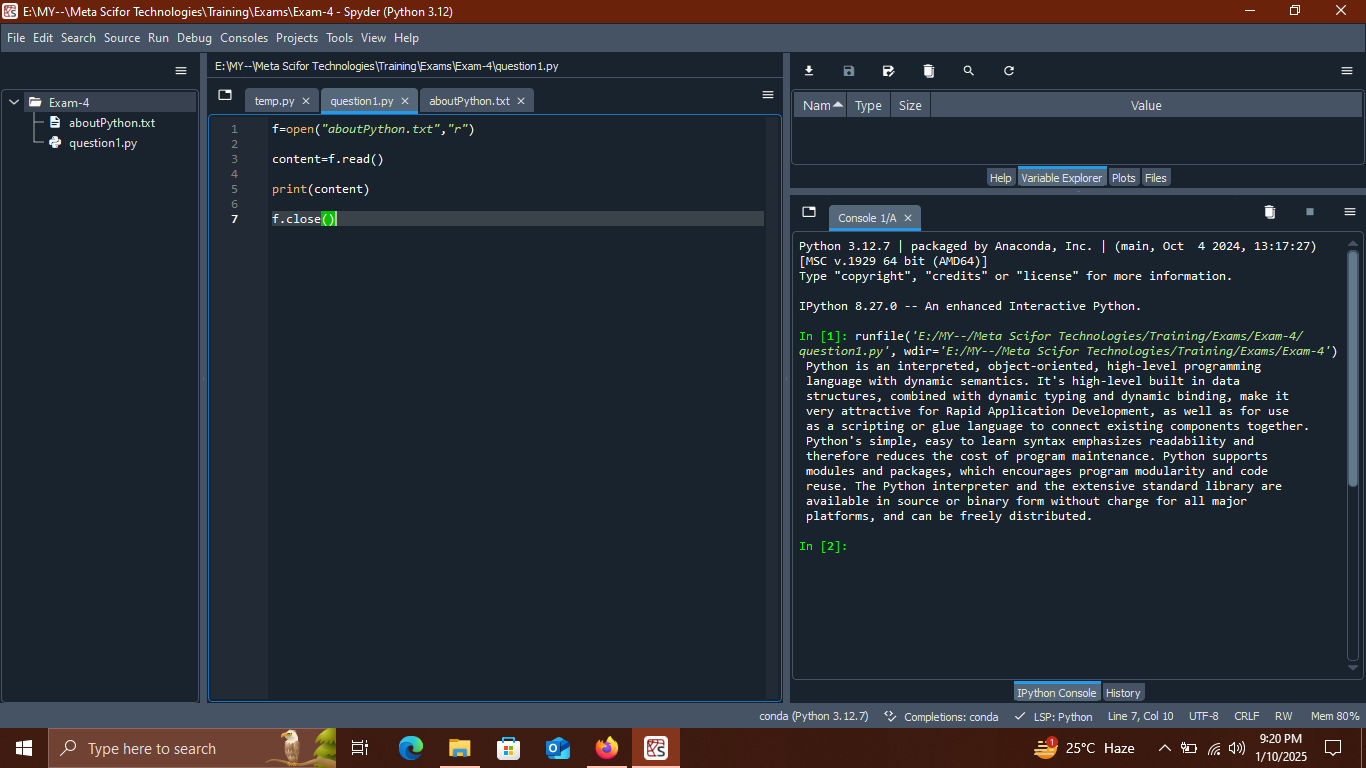 E:\MY--\Meta Scifor Technologies\Training\Exams\Exam-4 - Spyder (Python 3.12)
File Edit Search Source Run Debug Consoles Projects Tools View Help
Exam-4
aboutPython.txt
question1.py
E:\MY--\Meta Scifor Technologies\Training\Exams\Exam-4\question1.py
temp.py question1.py aboutPython.txt
1 f=open("aboutPython.txt","r")
2
3 content=f.read()
4
5 print(content)
6
7 f.close()
Nam Type Size Value
Help Variable Explorer Plots Files
Console 1/A
Python 3.12.7 | packaged by Anaconda, Inc. | (main, Oct  4 2024, 13:17:27)
[MSC v.1929 64 bit (AMD64)]
Type "copyright", "credits" or "license" for more information.
IPython 8.27.0 -- An enhanced Interactive Python.
In [1]: runfile('E:/MY--/Meta Scifor Technologies/Training/Exams/Exam-4/
question1.py', wdir='E:/MY--/Meta Scifor Technologies/Training/Exams/Exam-4')
Python is an interpreted, object-oriented, high-level programming
language with dynamic semantics. It's high-level built in data
structures, combined with dynamic typing and dynamic binding, make it
very attractive for Rapid Application Development, as well as for use
as a scripting or glue language to connect existing components together.
Python's simple, easy to learn syntax emphasizes readability and
therefore reduces the cost of program maintenance. Python supports
modules and packages, which encourages program modularity and code
reuse. The Python interpreter and the extensive standard library are
available in source or binary form without charge for all major
platforms, and can be freely distributed.
In [2]:
IPython Console History
conda (Python 3.12.7) Completions: conda LSP: Python Line 7, Col 10 UTF-8 CRLF RW Mem 80%
Type here to search
1 25°C Haze
9:20 PM
1/10/2025